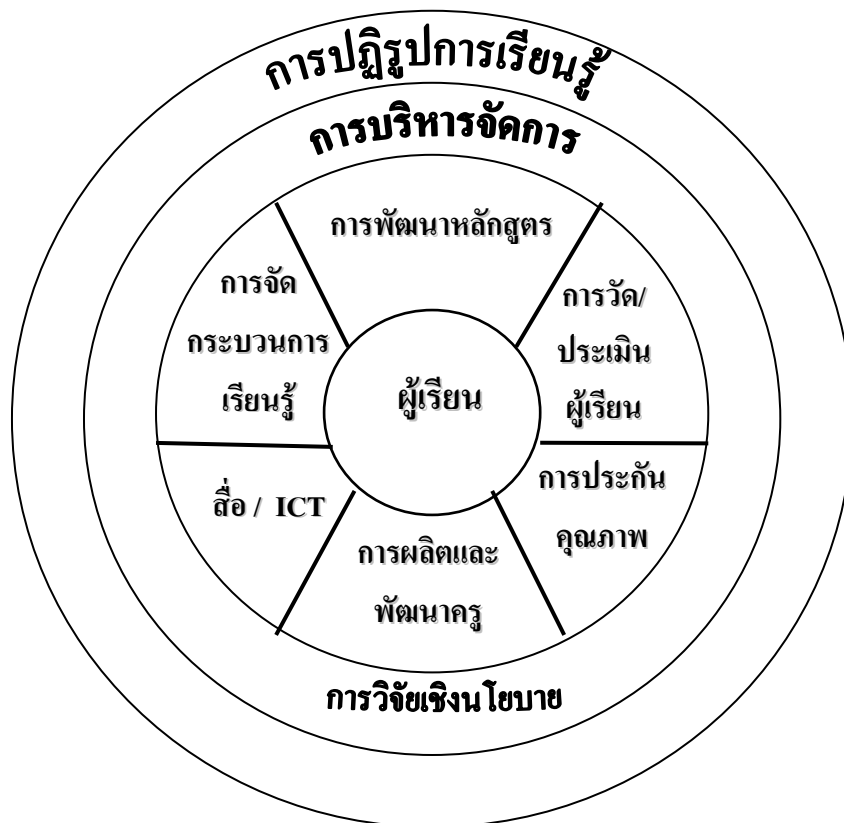 การปฏิรูปการเรียนรู้
การบริหารจัดการ
การพัฒนาหลักสูตร
การจัด
กระบวนการ
เรียนรู้
การวัด/
ประเมิน
ผู้เรียน
ผู้เรียน
สื่อ / ICT
การประกัน
คุณภาพ
การผลิตและ
พัฒนาครู
การวิจัยเชิงนโยบาย